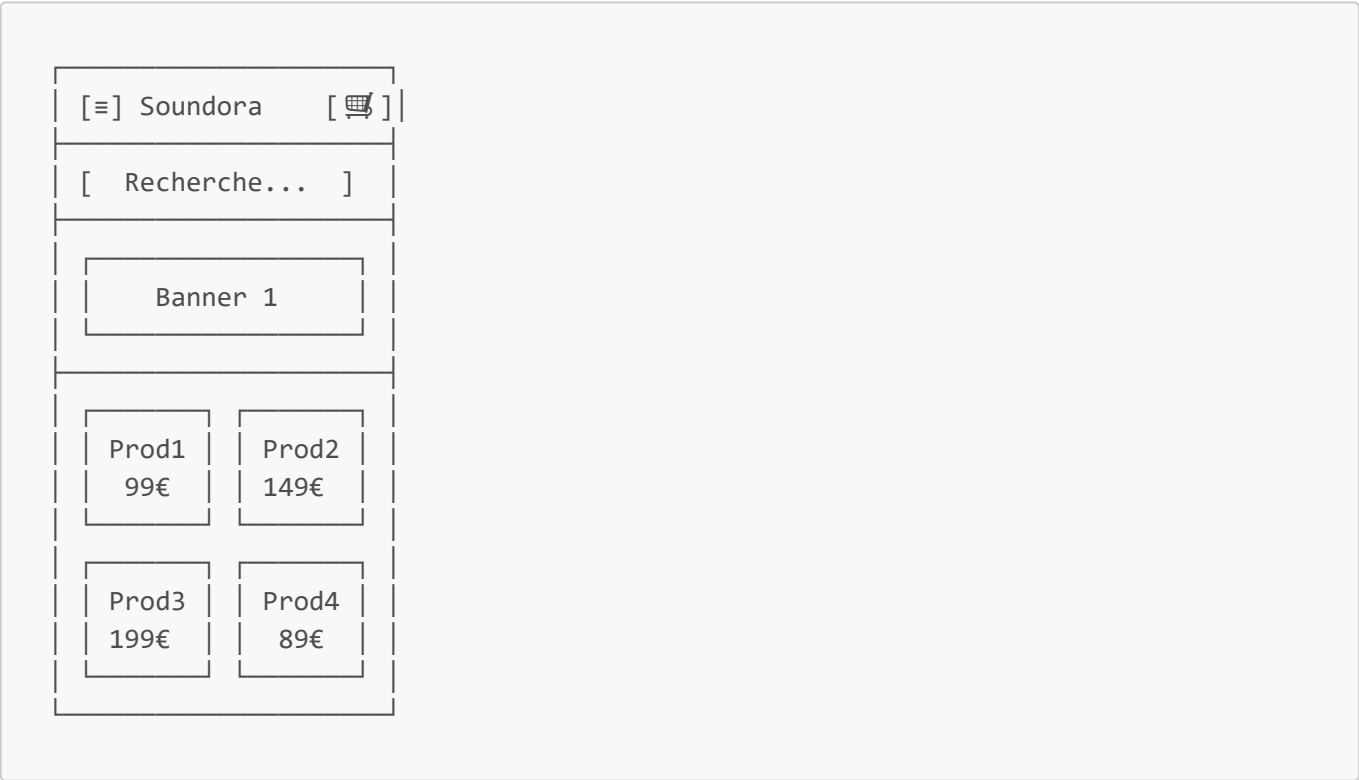 [≡] Soundora [🛒]
[ Recherche... ]
Banner 1
Prod1 Prod2
99€ 149€
Prod3 Prod4
199€ 89€